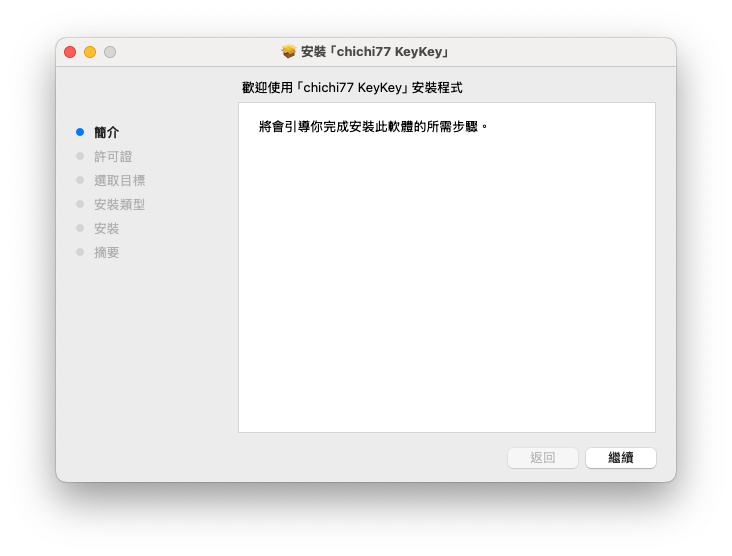 安裝「chichi77 KeyKey」
歡迎使用「chichi77 KeyKey」安裝程式
將會引導你完成安裝此軟體的所需步驟。
簡介
許可證
選取目標
安裝類型
安裝
摘要
返回
繼續